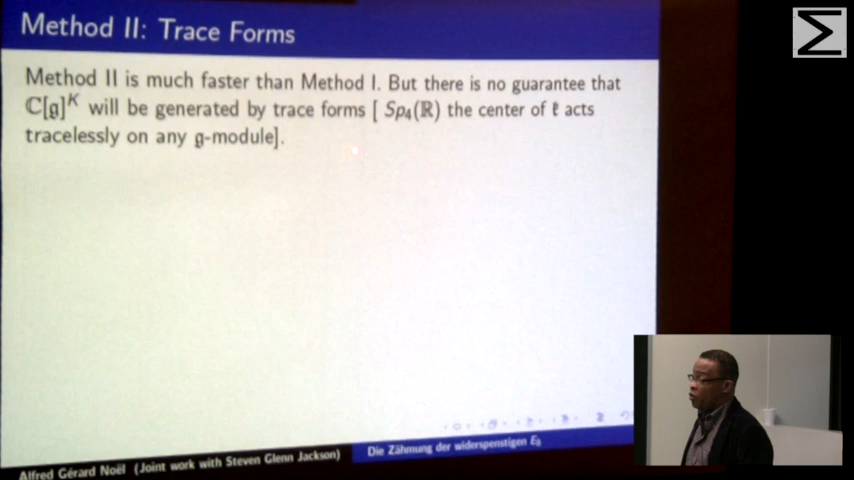 Method II: Trace Forms
Method II is much faster than Method I. But there is no guarantee that
ℂ[𝔤]ᴷ will be generated by trace forms [ Sp₄(ℝ) the center of 𝔨 acts
tracelessly on any 𝔤-module].
Alfred Gérard Noël (Joint work with Steven Glenn Jackson)
Die Zähmung der widerspenstigen E₈
Σ